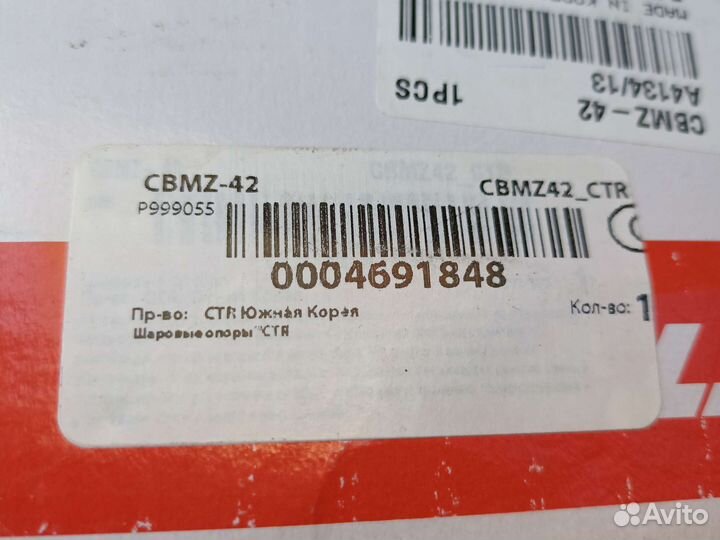 MADE IN KOREA
1PCS
A4134/13
CBMZ-42
CBMZ-42
CBMZ42_CTR
P999055
0004691848
Пр-во: CTR Южная Корея
Кол-во: 1
Шаровые опоры "CTR
Avito